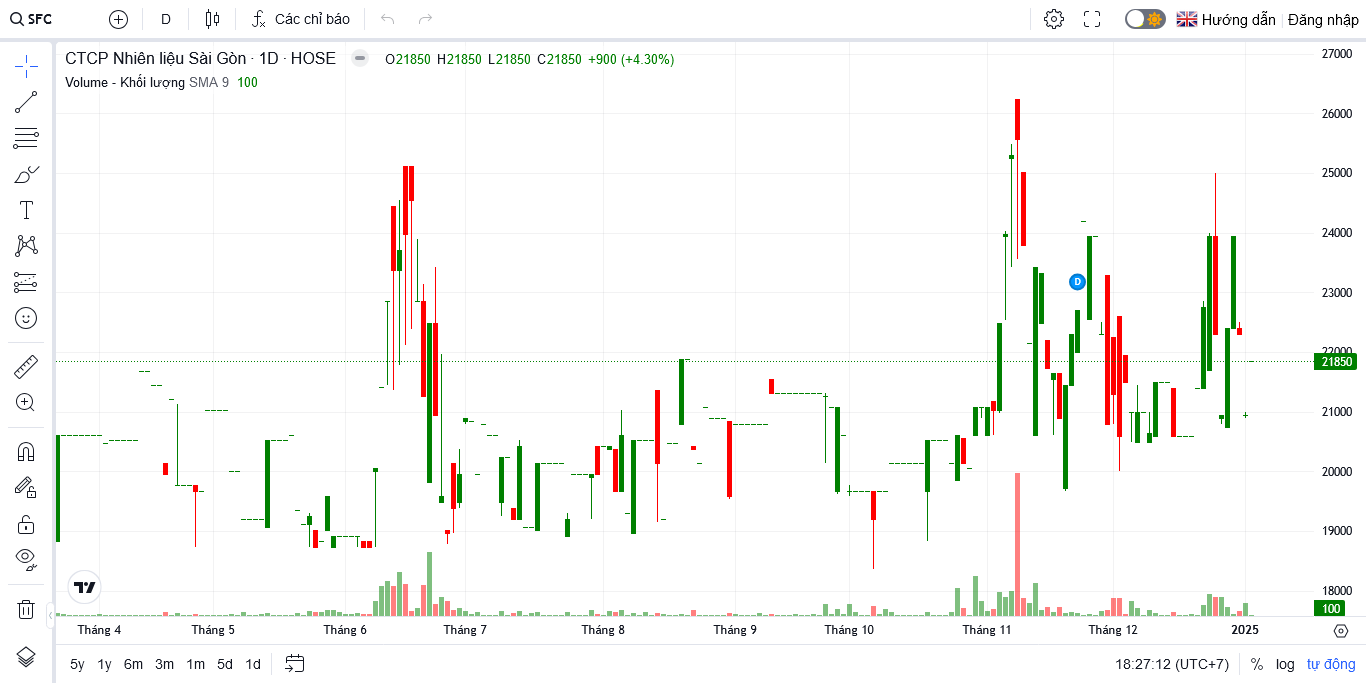 SFC D Các chỉ báo Hướng dẫn Đăng nhập
CTCP Nhiên liệu Sài Gòn · 1D · HOSE O21850 H21850 L21850 C21850 +900 (+4.30%)
Volume - Khối lượng SMA 9 100
27000
26000
25000
24000
23000
D
22000
21850
21000
20000
19000
18000
100
Tháng 4 Tháng 5 Tháng 6 Tháng 7 Tháng 8 Tháng 9 Tháng 10 Tháng 11 Tháng 12 2025
5y 1y 6m 3m 1m 5d 1d 18:27:12 (UTC+7) % log tự động